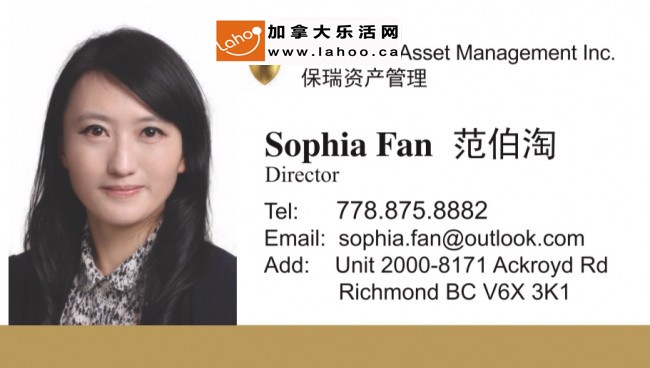 Lahoo
加拿大乐活网
www.lahoo.ca
Asset Management Inc.
保瑞资产管理
Sophia Fan 范伯淘
Director
Tel: 778.875.8882
Email: sophia.fan@outlook.com
Add: Unit 2000-8171 Ackroyd Rd
Richmond BC V6X 3K1